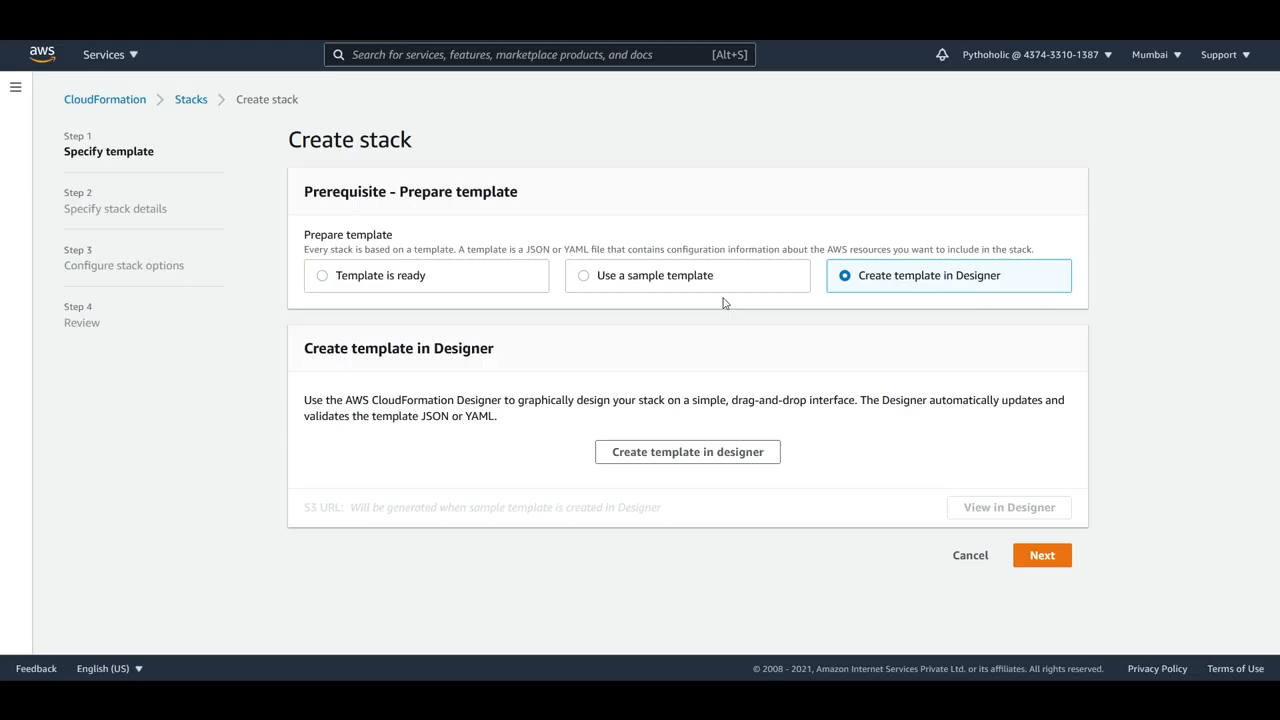 aws
Services
Search for services, features, marketplace products, and docs [Alt+S]
Pythoholic @ 4374-3310-1387
Mumbai
Support
CloudFormation
Stacks
Create stack
Step 1
Specify template
Step 2
Specify stack details
Step 3
Configure stack options
Step 4
Review
Create stack
Prerequisite - Prepare template
Prepare template
Every stack is based on a template. A template is a JSON or YAML file that contains configuration information about the AWS resources you want to include in the stack.
Template is ready
Use a sample template
Create template in Designer
Create template in Designer
Use the AWS CloudFormation Designer to graphically design your stack on a simple, drag-and-drop interface. The Designer automatically updates and
validates the template JSON or YAML.
Create template in designer
S3 URL: Will be generated when sample template is created in Designer
View in Designer
Cancel
Next
Feedback
English (US)
© 2008 - 2021, Amazon Internet Services Private Ltd. or its affiliates. All rights reserved.
Privacy Policy
Terms of Use